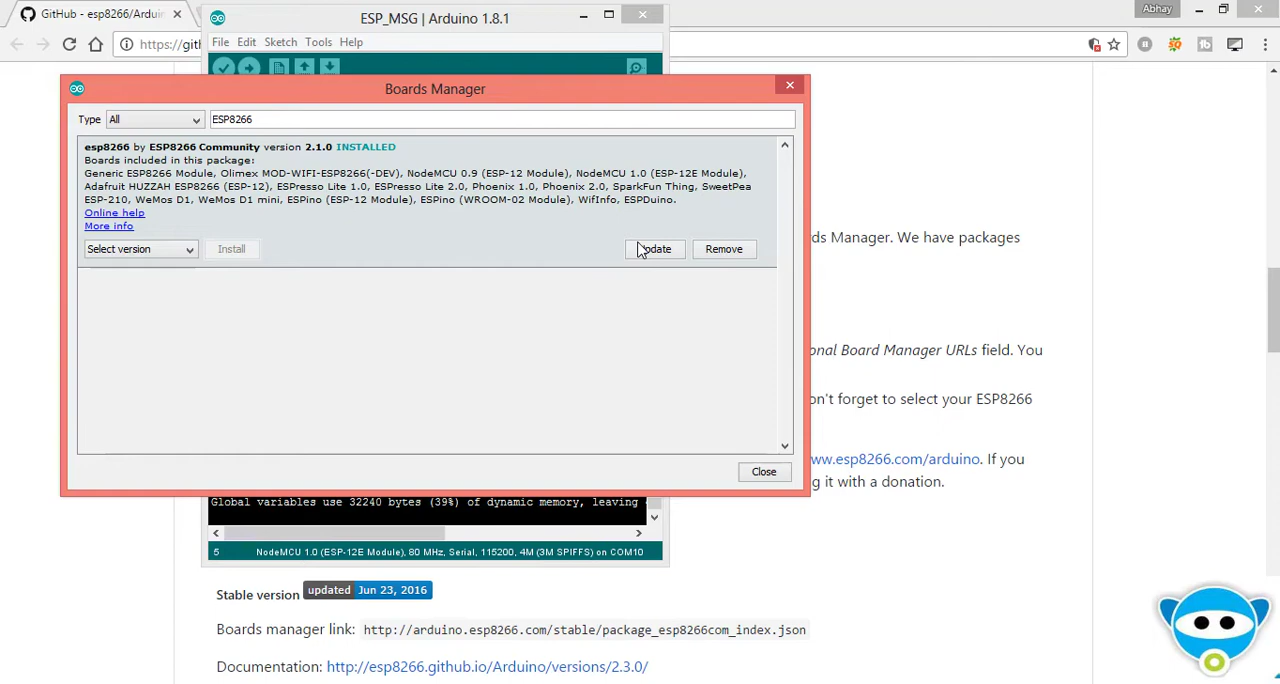 GitHub - esp8266/Ardui
ESP_MSG | Arduino 1.8.1
Abhay
File Edit Sketch Tools Help
https://gitl
Boards Manager
Type All ESP8266
esp8266 by ESP8266 Community version 2.1.0 INSTALLED
Boards included in this package:
Generic ESP8266 Module, Olimex MOD-WIFI-ESP8266(-DEV), NodeMCU 0.9 (ESP-12 Module), NodeMCU 1.0 (ESP-12E Module),
Adafruit HUZZAH ESP8266 (ESP-12), ESPresso Lite 1.0, ESPresso Lite 2.0, Phoenix 1.0, Phoenix 2.0, SparkFun Thing, SweetPea
ESP-210, WeMos D1, WeMos D1 mini, ESPino (ESP-12 Module), ESPino (WROOM-02 Module), WifInfo, ESPDuino.
Online help
More info
Select version Install Update Remove
ds Manager. We have packages
onal Board Manager URLs field. You
n't forget to select your ESP8266
ww.esp8266.com/arduino. If you
g it with a donation.
Close
Global variables use 32240 bytes (39%) of dynamic memory, leaving
5 NodeMCU 1.0 (ESP-12E Module), 80 MHz, Serial, 115200, 4M (3M SPIFFS) on COM10
Stable version updated Jun 23, 2016
Boards manager link: http://arduino.esp8266.com/stable/package_esp8266com_index.json
Documentation: http://esp8266.github.io/Arduino/versions/2.3.0/